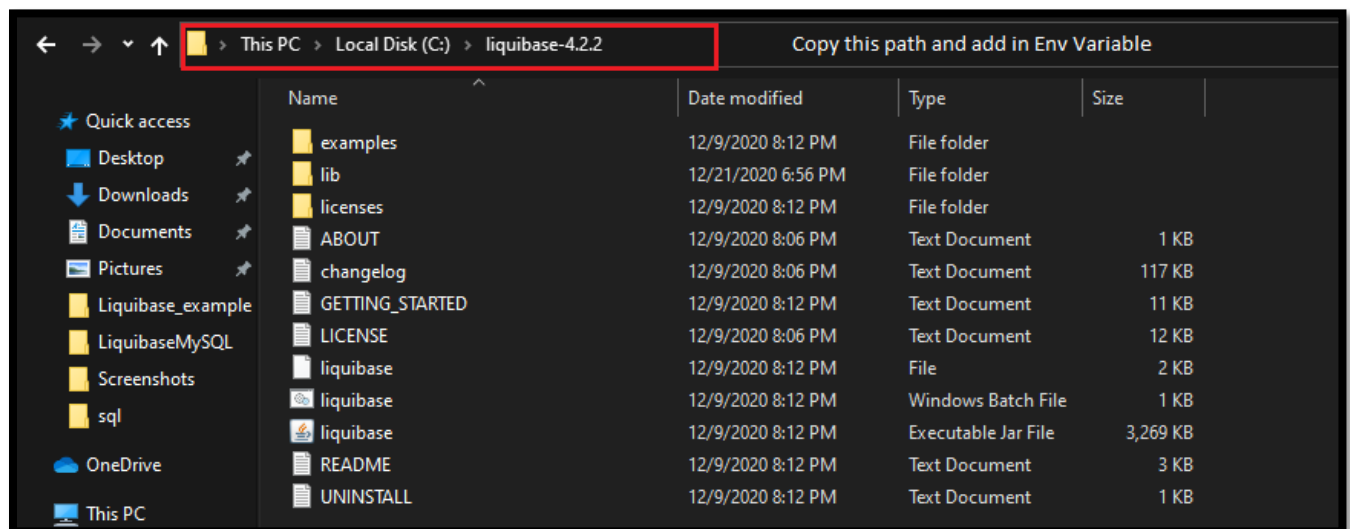 This PC > Local Disk (C:) > liquibase-4.2.2
Copy this path and add in Env Variable
Name Date modified Type Size
Quick access
Desktop
Downloads
Documents
Pictures
Liquibase_example
LiquibaseMySQL
Screenshots
sql
OneDrive
This PC
examples 12/9/2020 8:12 PM File folder
lib 12/21/2020 6:56 PM File folder
licenses 12/9/2020 8:12 PM File folder
ABOUT 12/9/2020 8:06 PM Text Document 1 KB
changelog 12/9/2020 8:06 PM Text Document 117 KB
GETTING_STARTED 12/9/2020 8:12 PM Text Document 11 KB
LICENSE 12/9/2020 8:06 PM Text Document 12 KB
liquibase 12/9/2020 8:12 PM File 2 KB
liquibase 12/9/2020 8:12 PM Windows Batch File 1 KB
liquibase 12/9/2020 8:12 PM Executable Jar File 3,269 KB
README 12/9/2020 8:12 PM Text Document 3 KB
UNINSTALL 12/9/2020 8:12 PM Text Document 1 KB